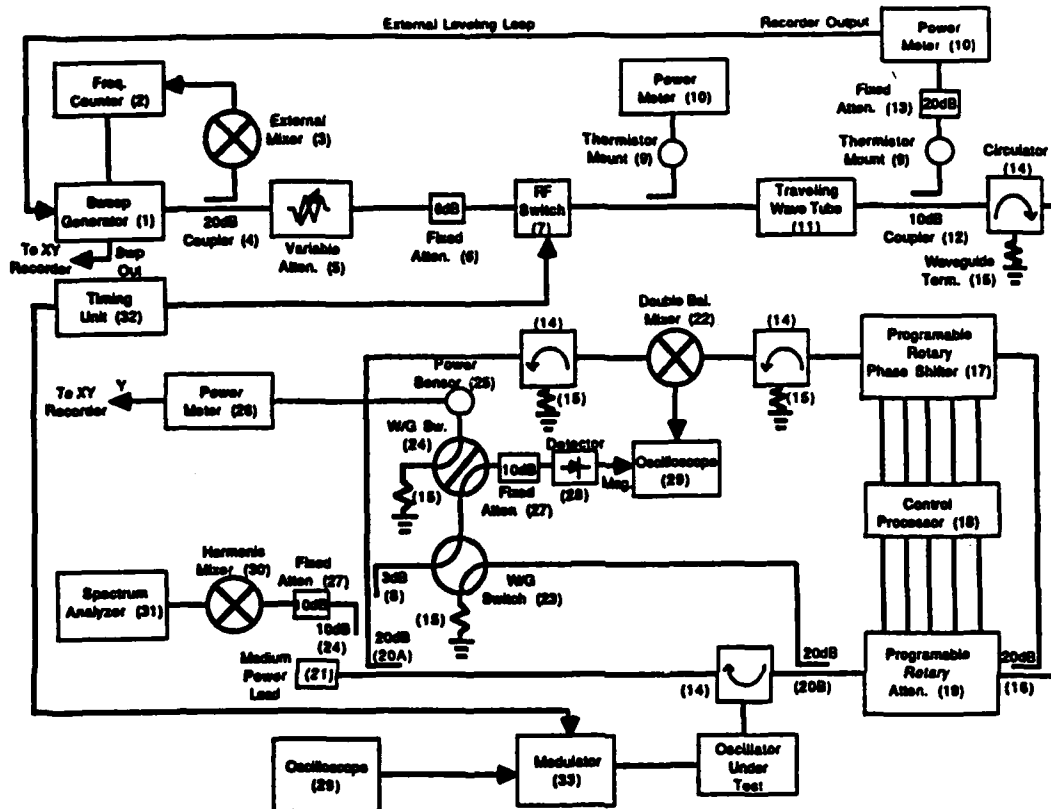 External Leveling Loop
Recorder Output
Power
Meter (10)
Freq.
Counter (2)
External
Mixer (3)
Power
Meter (10)
Fixed
Atten.
(13)
20dB
Thermistor
Mount (9)
Thermistor
Mount (9)
Circulator
(14)
Sweep
Generator (1)
20dB
Coupler (4)
Variable
Atten. (5)
6dB
Fixed
Atten. (6)
RF
Switch
(7)
Traveling
Wave Tube
(11)
10dB
Coupler (12)
Waveguide
Term. (15)
To XY
Recorder
Swp
Out
Timing
Unit (32)
Double Bal.
Mixer (22)
(14)
(14)
Programable
Rotary
Phase Shifter (17)
To XY
Recorder
Y
Power
Meter (26)
Power
Sensor (25)
(15)
(15)
W/G Sw.
(24)
Detector
10dB
Fixed
Atten (27)
(28)
Mag.
Oscilloscope
(29)
(15)
Control
Processor (18)
Harmonic
Mixer (30)
Fixed
Atten (27)
3dB
(8)
W/G
Switch (23)
Spectrum
Analyzer (31)
10dB
10dB
(24)
(15)
20dB
(20A)
Medium
Power
Load
(21)
(14)
20dB
(20B)
Programable
Rotary
Atten. (19)
20dB
(16)
Oscilloscope
(29)
Modulator
(33)
Oscillator
Under
Test